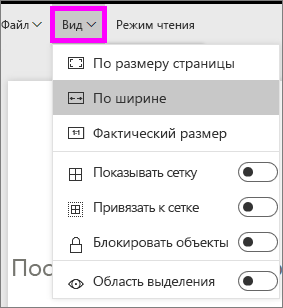 Файл Вид Режим чтения
По размеру страницы
По ширине
1:1 Фактический размер
Показывать сетку
Привязать к сетке
Блокировать объекты
Пос
Область выделения